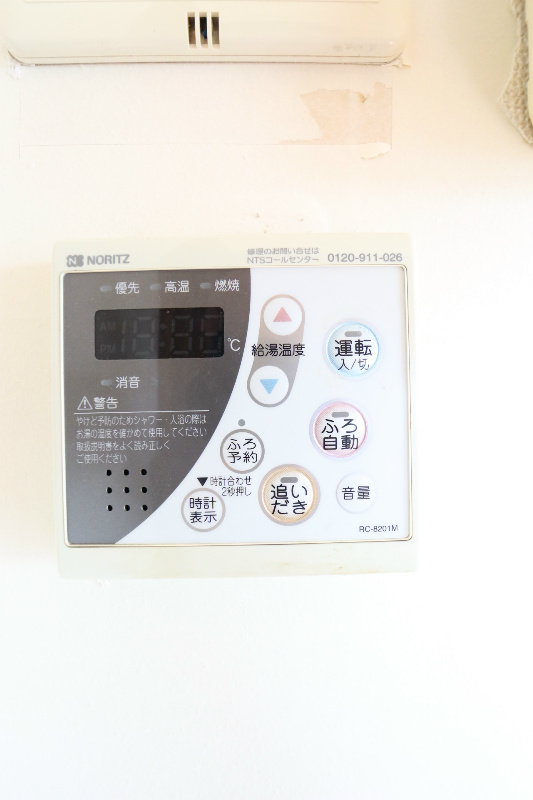 NORITZ
修理のお問い合せは
NTSコールセンター 0120-911-026
優先 高温 燃焼
AM
PM
18:88
℃
給湯温度
運転
入/切
消音
警告
やけど予防のためシャワー・入浴の際は
お湯の温度を確かめて使用してください
取扱説明書をよく読み正しく
ご使用ください
ふろ
自動
ふろ
予約
▼時計合わせ
2秒押し
時計
表示
追い
だき
音量
RC-8201M